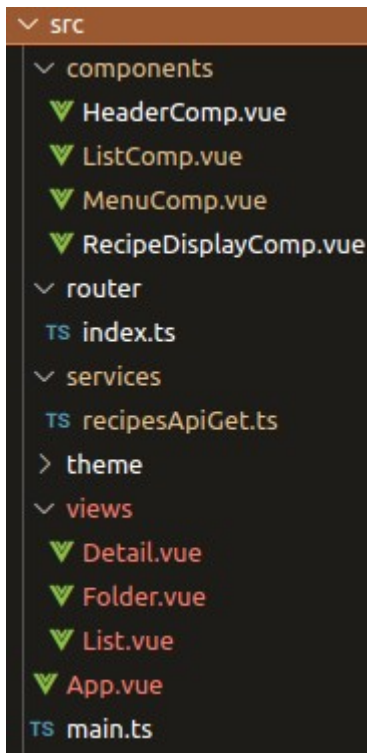 src
components
HeaderComp.vue
ListComp.vue
MenuComp.vue
RecipeDisplayComp.vue
router
TS index.ts
services
TS recipesApiGet.ts
theme
views
Detail.vue
Folder.vue
List.vue
App.vue
TS main.ts